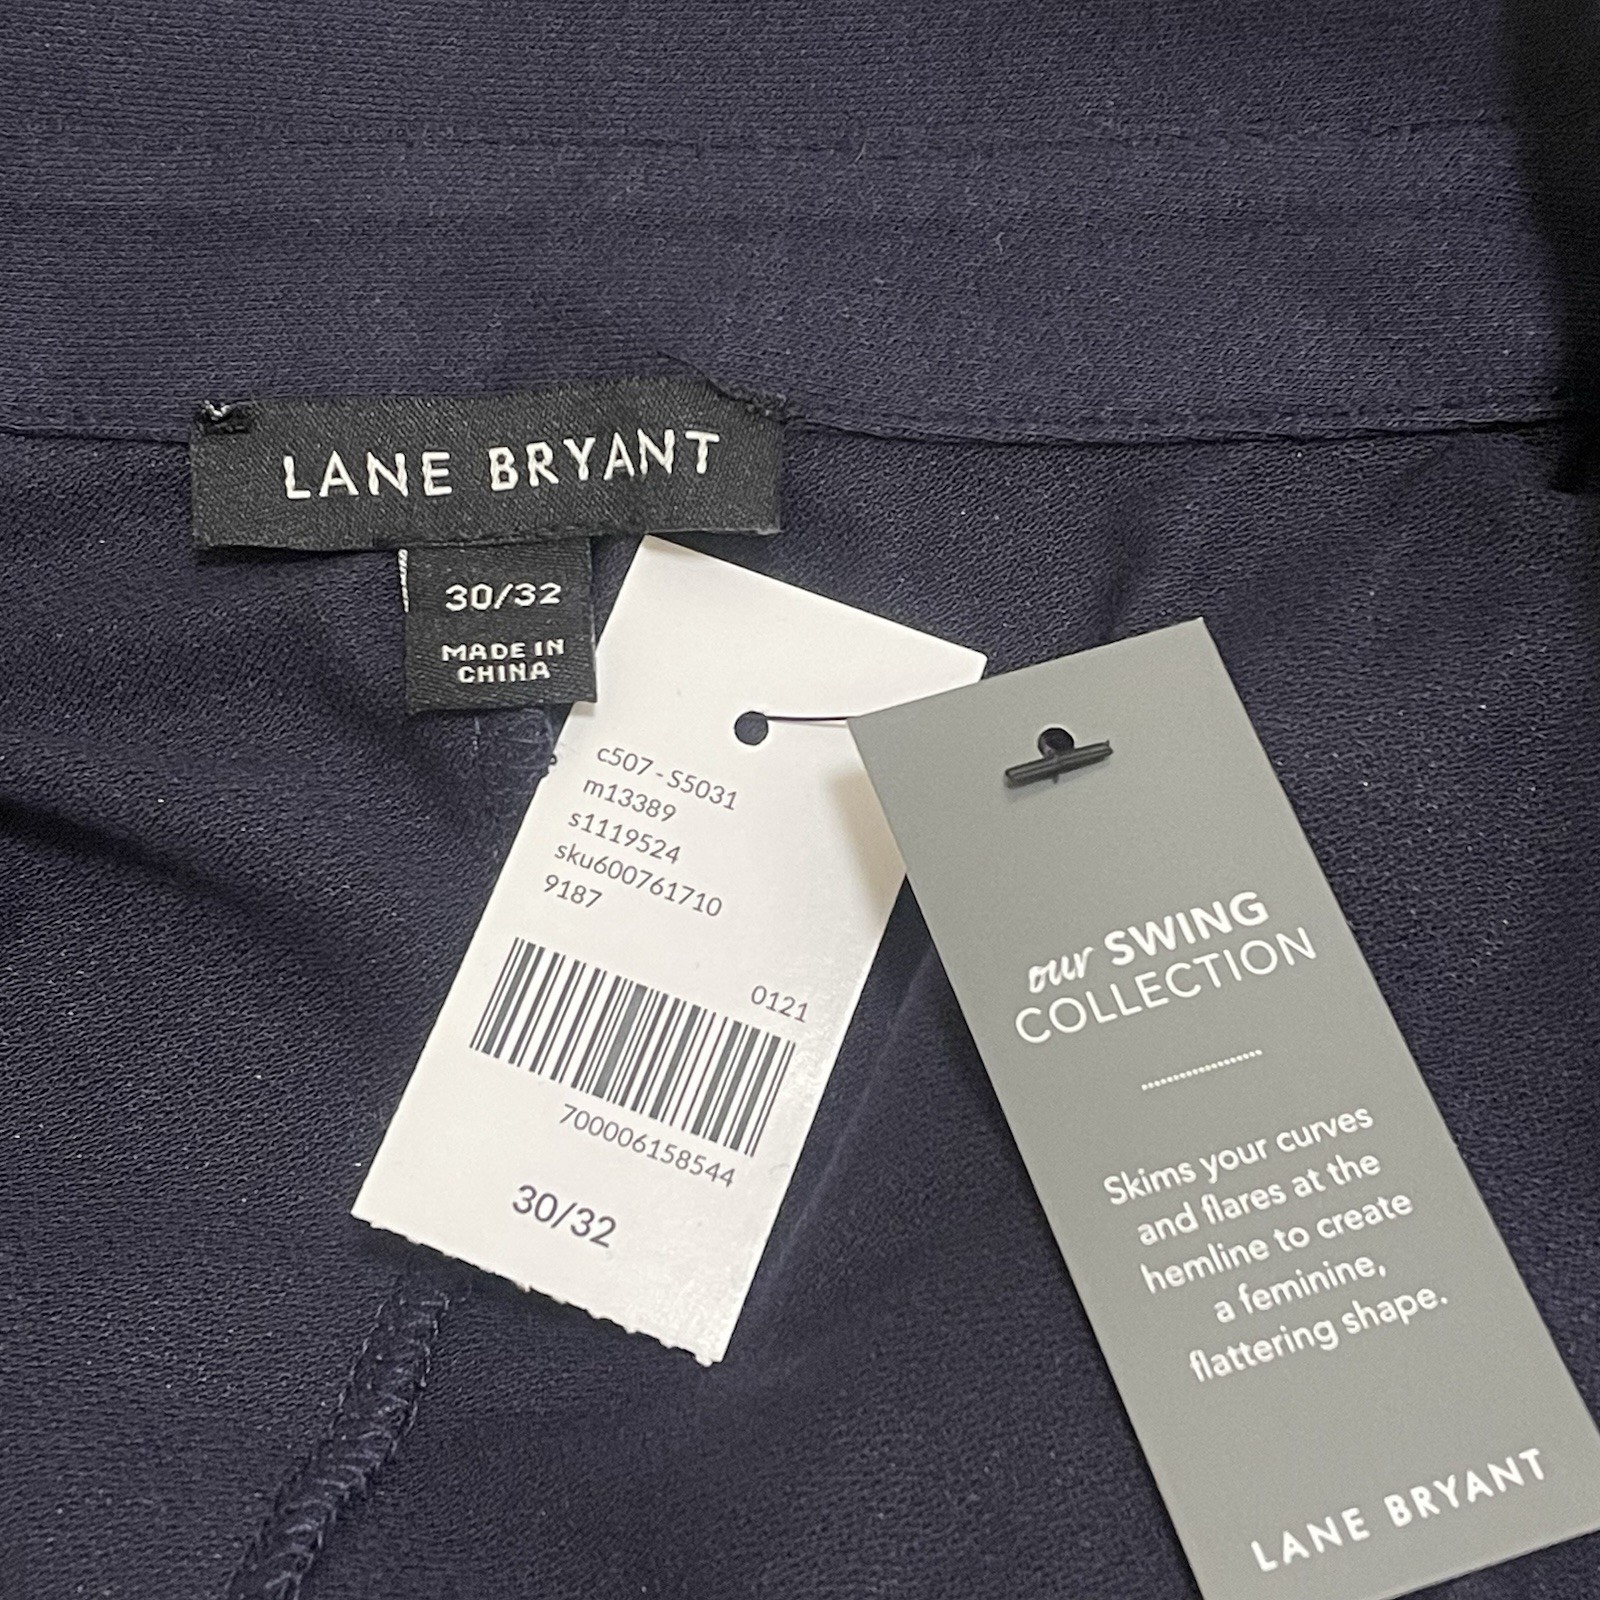 LANE BRYANT
30/32
MADE IN
CHINA
c507 - S5031
m13389
s1119524
sku600761710
9187
0121
700006158544
30/32
our SWING
COLLECTION
Skims your curves
and flares at the
hemline to create
a feminine,
flattering shape.
LANE BRYANT